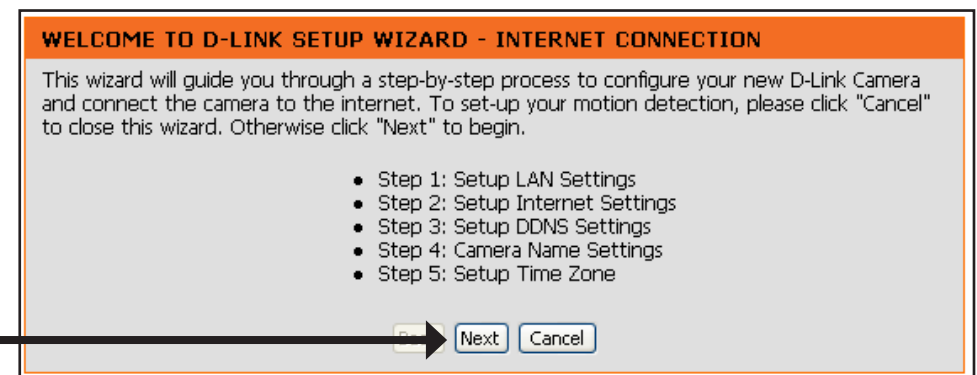 WELCOME TO D-LINK SETUP WIZARD - INTERNET CONNECTION
This wizard will guide you through a step-by-step process to configure your new D-Link Camera
and connect the camera to the internet. To set-up your motion detection, please click "Cancel"
to close this wizard. Otherwise click "Next" to begin.
• Step 1: Setup LAN Settings
• Step 2: Setup Internet Settings
• Step 3: Setup DDNS Settings
• Step 4: Camera Name Settings
• Step 5: Setup Time Zone
Next Cancel